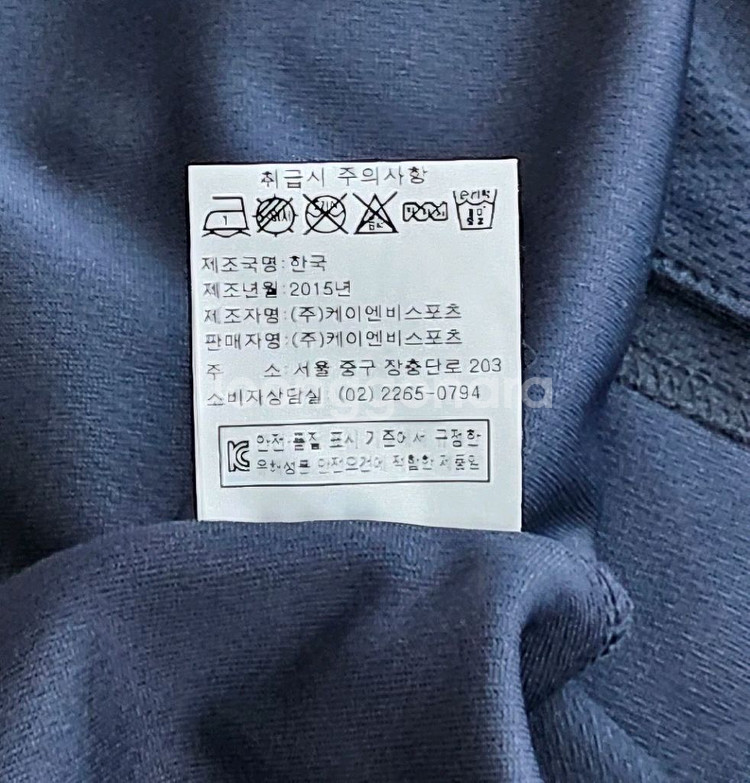 취급시 주의사항
1
제조국명:한국
제조년월:2015년
제조자명:(주)케이엔비스포츠
판매자명:(주)케이엔비스포츠
주 소:서울 중구 장충단로 203
소비자상담실 (02) 2265-0794
안전·품질 표시 기준에서 규정한
유해성분 안전요건에 적합한 제품임